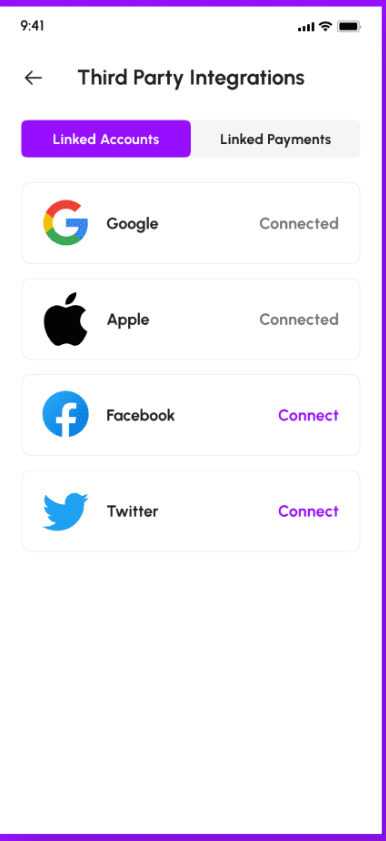 9:41
Third Party Integrations
Linked Accounts Linked Payments
Google Connected
Apple Connected
Facebook Connect
Twitter Connect